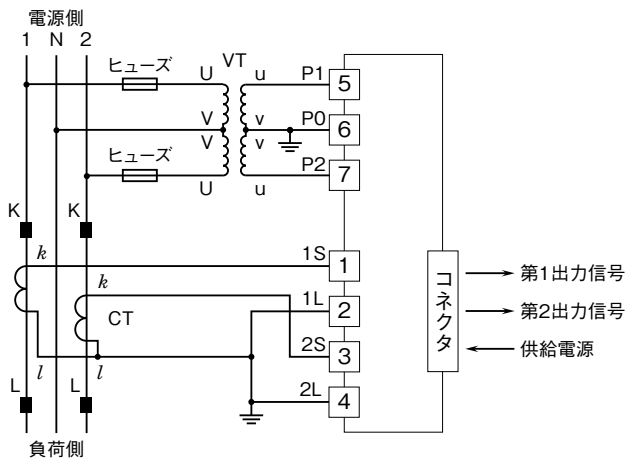 電源側
1 N 2
ヒューズ
VT
U u P1 5
V v P0 6
V v
ヒューズ
U u P2 7
K K
k 1S 1
k
1L 2
CT
2S 3
l l
L L
2L 4
負荷側
コネクタ
第1出力信号
第2出力信号
供給電源